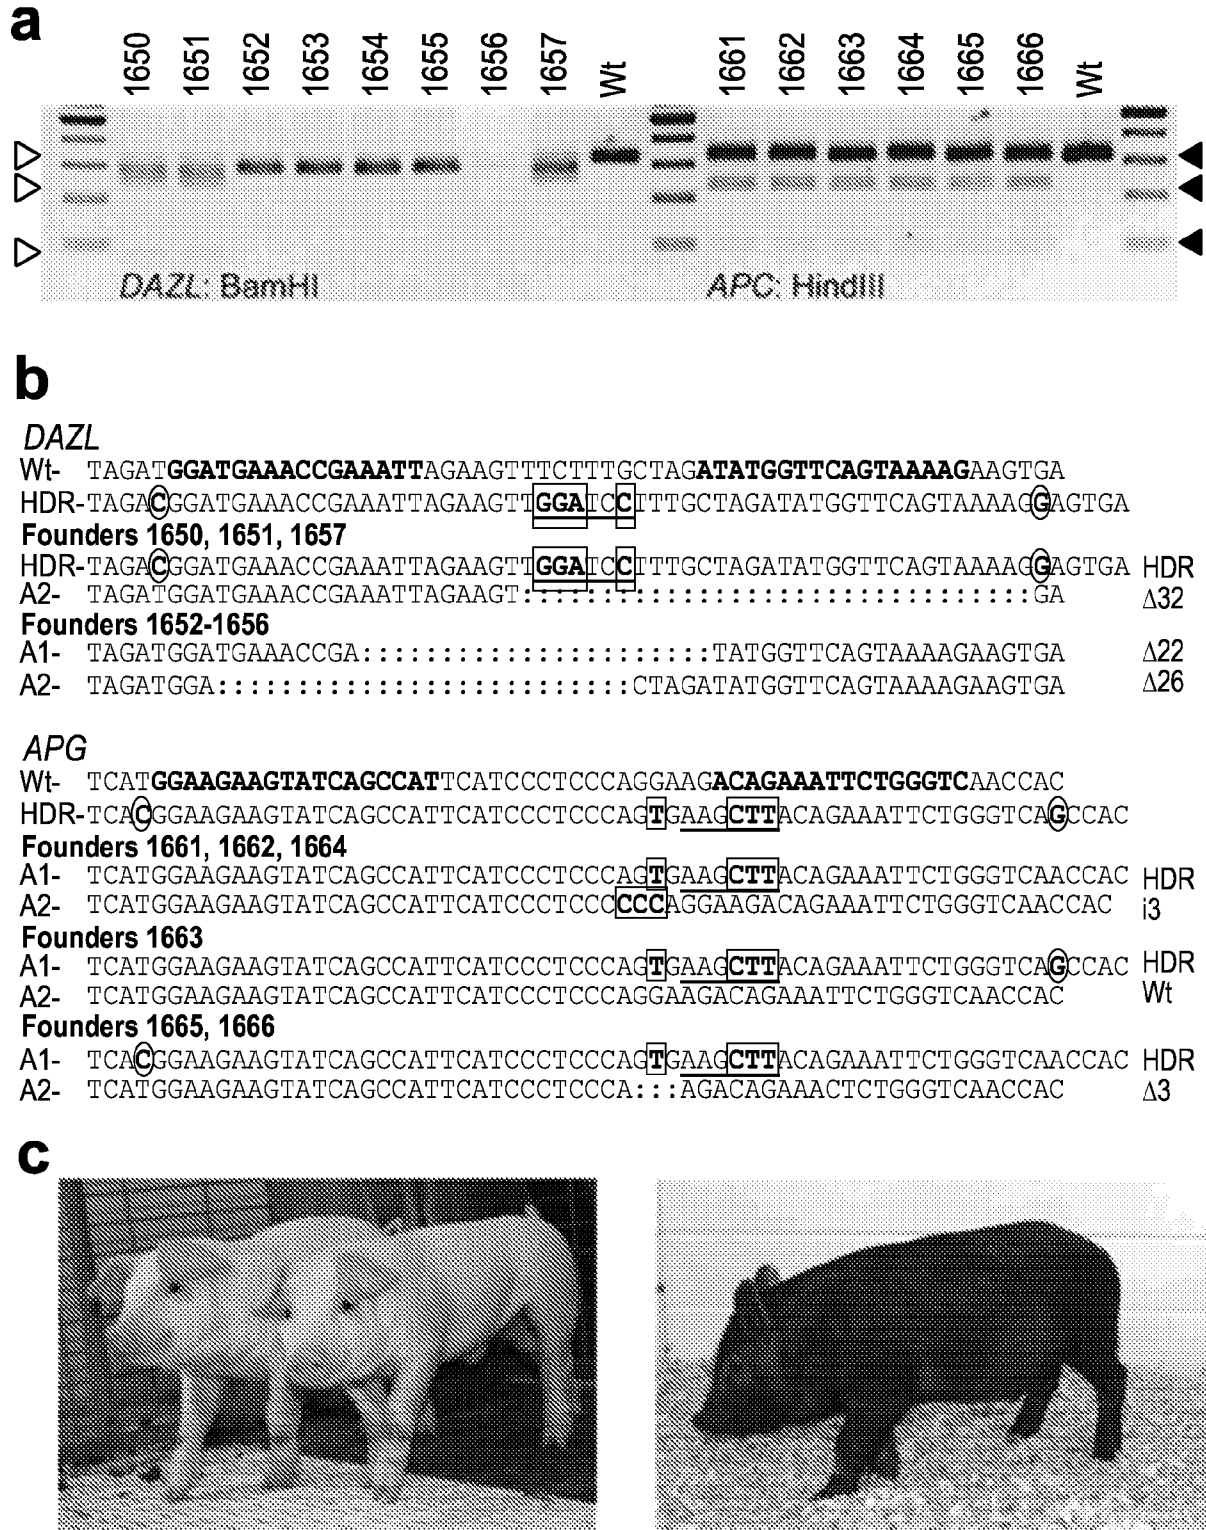 a
1650 1651 1652 1653 1654 1655 1656 1657 Wt 1661 1662 1663 1664 1665 1666 Wt
DAZL: BamHI APC: HindIII
b
DAZL
Wt- TAGATGGATGAAACCGAAATTAGAAGTTTCTTTGCTAGATATGGTTCAGTAAAAGAAGTGA
HDR-TAGACGGATGAAACCGAAATTAGAAGTTGGATCCTTTGCTAGATATGGTTCAGTAAAAGGAGTGA
Founders 1650, 1651, 1657
HDR-TAGACGGATGAAACCGAAATTAGAAGTTGGATCCTTTGCTAGATATGGTTCAGTAAAAGGAGTGA HDR
A2- TAGATGGATGAAACCGAAATTAGAAGT::::::::::::::::::::::::::::::::GA Δ32
Founders 1652-1656
A1- TAGATGGATGAAACCGA::::::::::::::::::::::TATGGTTCAGTAAAAGAAGTGA Δ22
A2- TAGATGGA::::::::::::::::::::::::::CTAGATATGGTTCAGTAAAAGAAGTGA Δ26
APG
Wt- TCATGGAAGAAGTATCAGCCATTCATCCCTCCCAGGAAGACAGAAATTCTGGGTCAACCAC
HDR- TCACGGAAGAAGTATCAGCCATTCATCCCTCCCAGTGAAGCTTACAGAAATTCTGGGTCAGCCAC
Founders 1661, 1662, 1664
A1- TCATGGAAGAAGTATCAGCCATTCATCCCTCCCAGTGAAGCTTACAGAAATTCTGGGTCAACCAC HDR
A2- TCATGGAAGAAGTATCAGCCATTCATCCCTCCCCCCAGGAAGACAGAAATTCTGGGTCAACCAC i3
Founders 1663
A1- TCATGGAAGAAGTATCAGCCATTCATCCCTCCCAGTGAAGCTTACAGAAATTCTGGGTCAGCCAC HDR
A2- TCATGGAAGAAGTATCAGCCATTCATCCCTCCCAGGAAGACAGAAATTCTGGGTCAACCAC Wt
Founders 1665, 1666
A1- TCACGGAAGAAGTATCAGCCATTCATCCCTCCCAGTGAAGCTTACAGAAATTCTGGGTCAACCAC HDR
A2- TCATGGAAGAAGTATCAGCCATTCATCCCTCCCA:::AGACAGAAACTCTGGGTCAACCAC Δ3
c